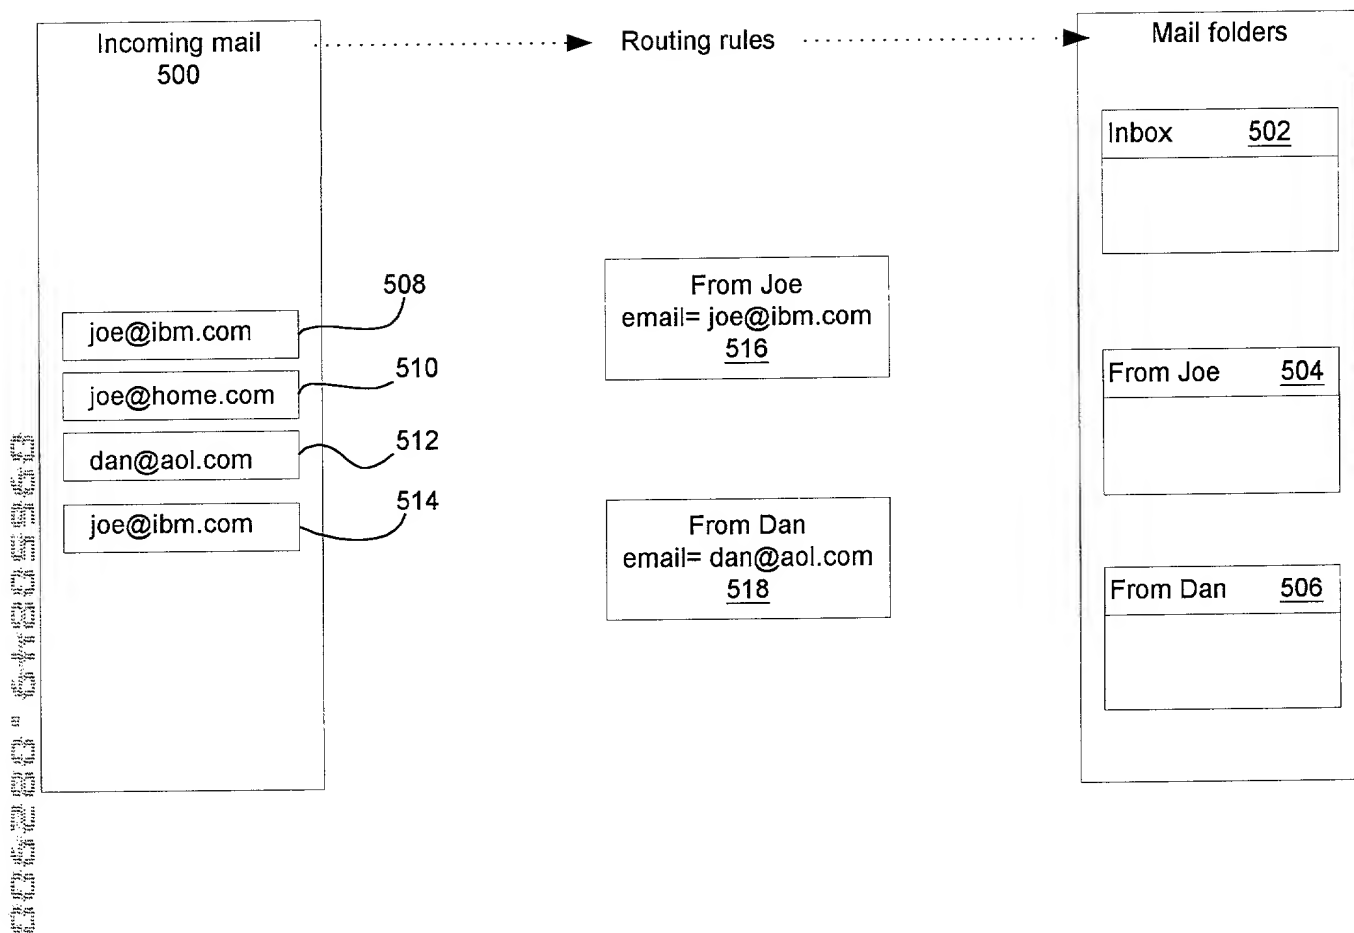 Incoming mail
500
Routing rules
Mail folders
Inbox 502
508
joe@ibm.com
510
joe@home.com
512
dan@aol.com
514
joe@ibm.com
From Joe
email= joe@ibm.com
516
From Dan
email= dan@aol.com
518
From Joe 504
From Dan 506